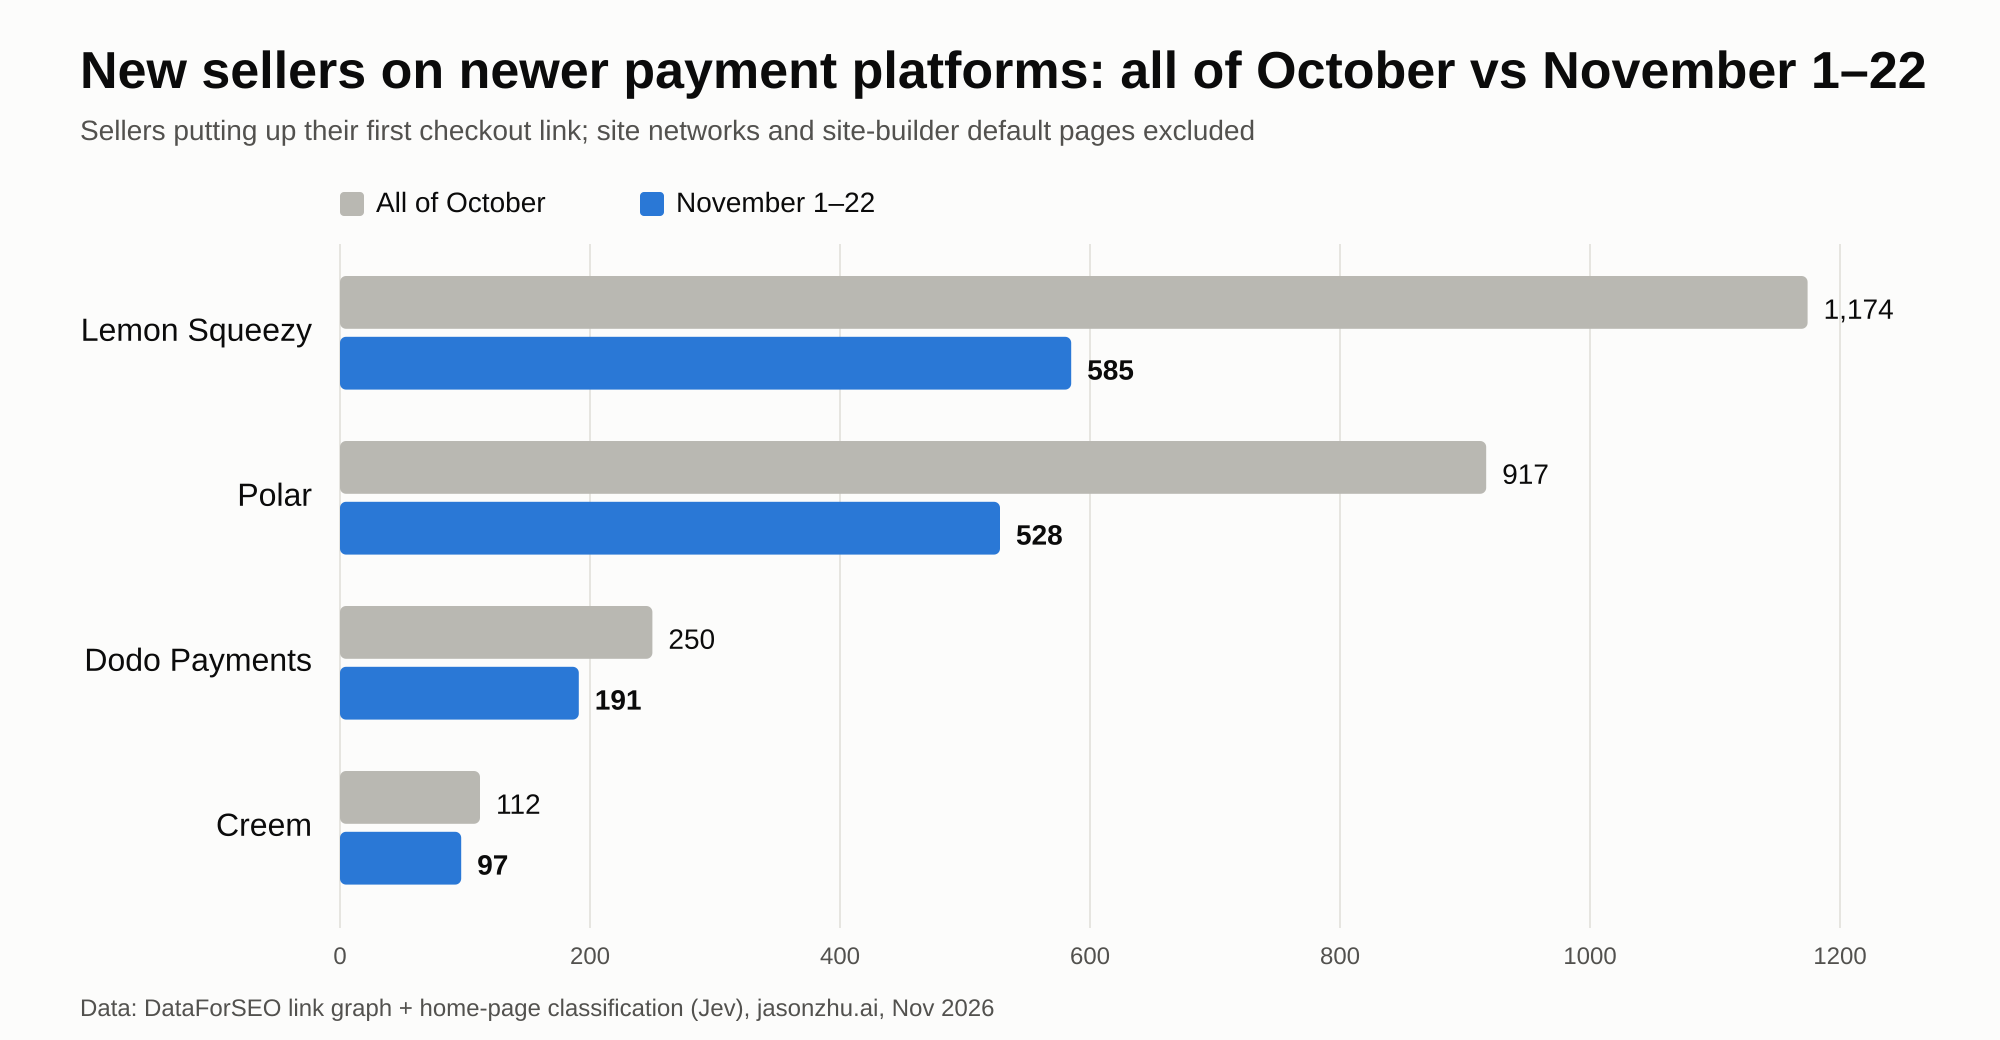 New sellers on newer payment platforms: all of October vs November 1–22
Sellers putting up their first checkout link; site networks and site-builder default pages excluded
All of October
November 1–22
Lemon Squeezy
1,174
585
Polar
917
528
Dodo Payments
250
191
Creem
112
97
0 200 400 600 800 1000 1200
Data: DataForSEO link graph + home-page classification (Jev), jasonzhu.ai, Nov 2026